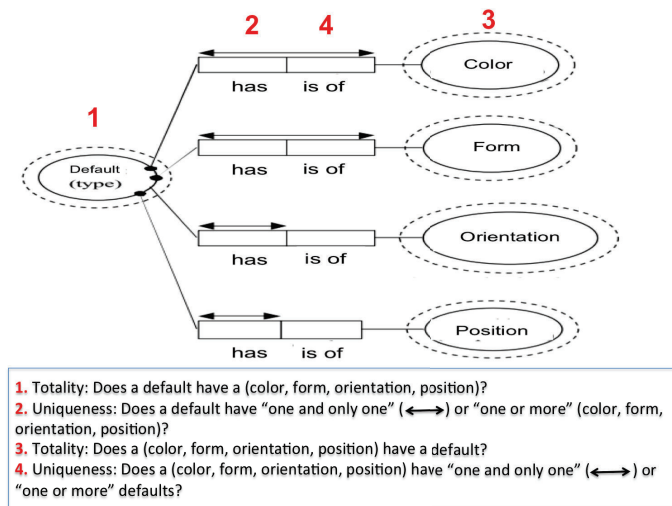 2 4 3
Color
has is of
1
Form
has is of
Default
(type)
Orientation
has is of
Position
has is of
1. Totality: Does a default have a (color, form, orientation, position)?
2. Uniqueness: Does a default have “one and only one” (⟷) or “one or more” (color, form,
orientation, position)?
3. Totality: Does a (color, form, orientation, position) have a default?
4. Uniqueness: Does a (color, form, orientation, position) have “one and only one” (⟷) or
“one or more” defaults?